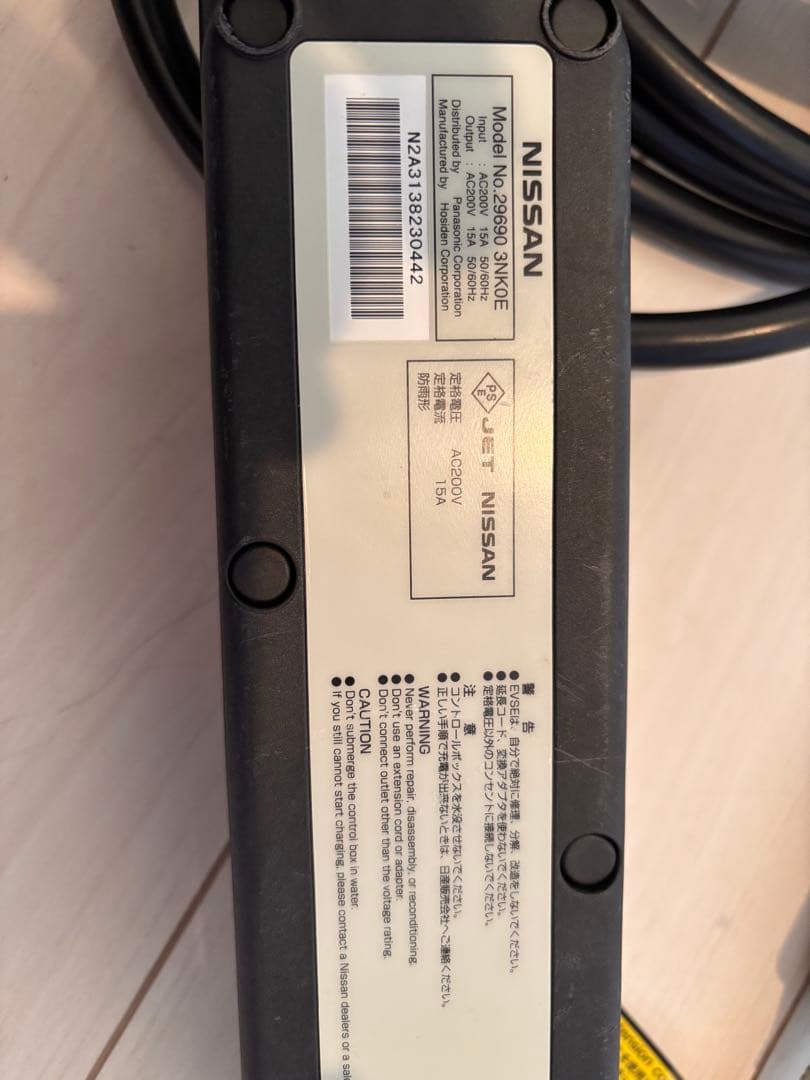 NISSAN
Model No.29690 3NK0E
Input : AC200V 15A 50/60Hz
Output : AC200V 15A 50/60Hz
Distributed by Panasonic Corporation
Manufactured by Hosiden Corporation
N2A3138230442
PS E JET NISSAN
定格電圧 AC200V
定格電流 15A
防雨形
警 告
●EVSEは、自分で絶対に修理、分解、改造をしないでください。
●延長コード、変換アダプタを使わないでください。
●定格電圧以外のコンセントに接続しないでください。
注 意
●コントロールボックスを水没させないでください。
●正しい手順で充電が出来ないときは、日産販売会社へご連絡ください。
WARNING
●Never perform repair, disassembly, or reconditioning.
●Don't use an extension cord or adapter.
●Don't connect outlet other than the voltage rating.
CAUTION
●Don't submerge the control box in water.
●If you still cannot start charging, please contact a Nissan dealers or a sale